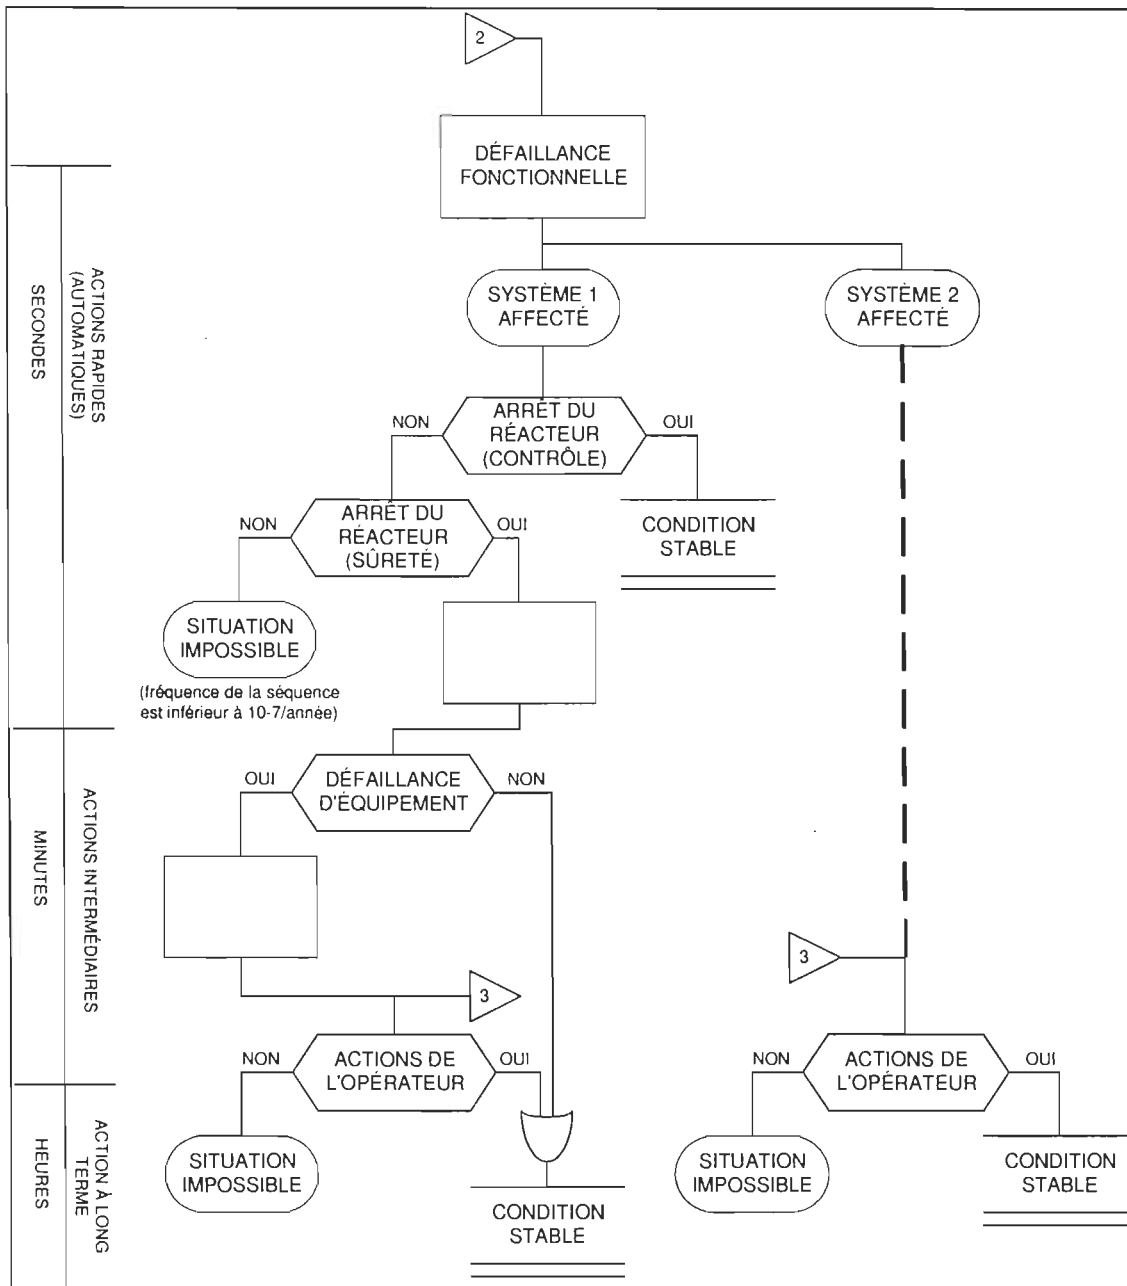 2
DÉFAILLANCE
FONCTIONNELLE
ACTIONS RAPIDES
(AUTOMATIQUES)
SECONDES
SYSTÈME 1
AFFECTÉ
SYSTÈME 2
AFFECTÉ
NON
ARRÊT DU
RÉACTEUR
(CONTRÔLE)
OUI
NON
ARRÊT DU
RÉACTEUR
(SÛRETÉ)
OUI
CONDITION
STABLE
SITUATION
IMPOSSIBLE
(fréquence de la séquence
est inférieur à 10-7/année)
ACTIONS INTERMÉDIAIRES
MINUTES
OUI
DÉFAILLANCE
D'ÉQUIPEMENT
NON
3
3
NON
ACTIONS DE
L'OPÉRATEUR
OUI
NON
ACTIONS DE
L'OPÉRATEUR
OUI
ACTION À LONG
TERME
HEURES
SITUATION
IMPOSSIBLE
CONDITION
STABLE
SITUATION
IMPOSSIBLE
CONDITION
STABLE